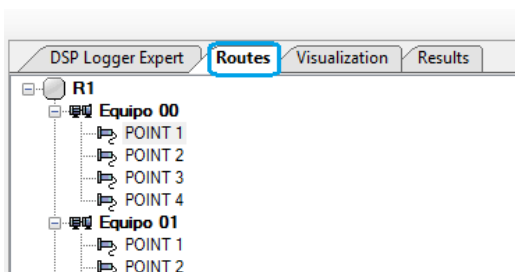 DSP Logger Expert Routes Visualization Results
R1
Equipo 00
POINT 1
POINT 2
POINT 3
POINT 4
Equipo 01
POINT 1
POINT 2